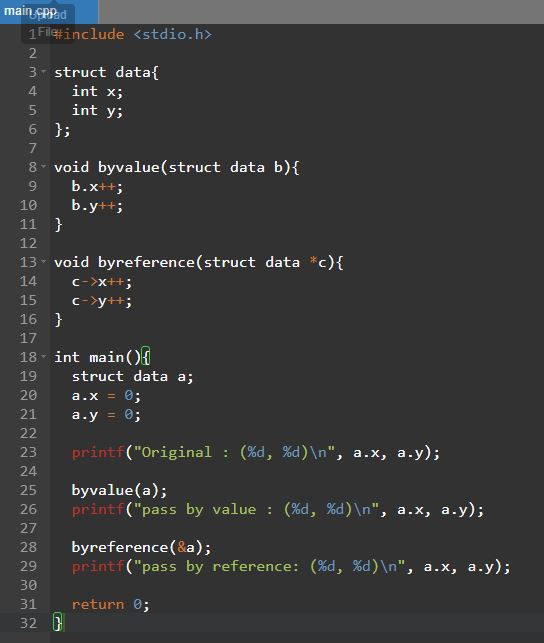 main.cpp
Upload
File
1 #include <stdio.h>
2
3 struct data{
4 int x;
5 int y;
6 };
7
8 void byvalue(struct data b){
9 b.x++;
10 b.y++;
11 }
12
13 void byreference(struct data *c){
14 c->x++;
15 c->y++;
16 }
17
18 int main(){
19 struct data a;
20 a.x = 0;
21 a.y = 0;
22
23 printf("Original : (%d, %d)\n", a.x, a.y);
24
25 byvalue(a);
26 printf("pass by value : (%d, %d)\n", a.x, a.y);
27
28 byreference(&a);
29 printf("pass by reference: (%d, %d)\n", a.x, a.y);
30
31 return 0;
32 }